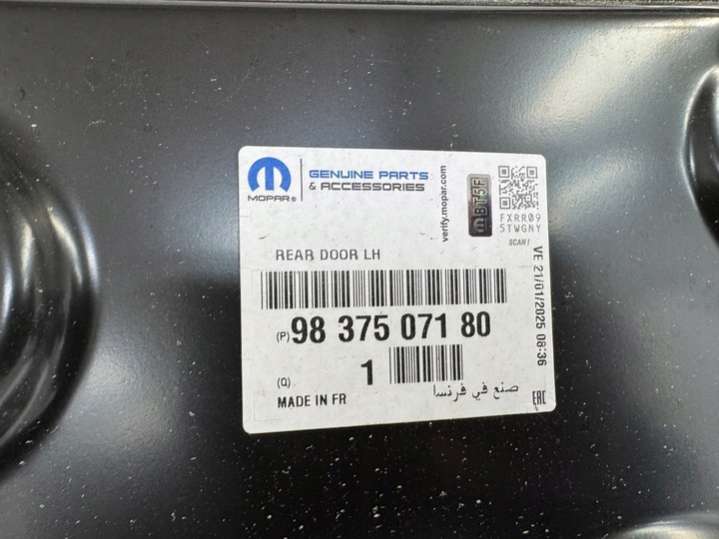 MOPAR®
GENUINE PARTS
& ACCESSORIES
verify.mopar.com
FXRR09
5TWGNY
SCAN!
REAR DOOR LH
(P) 98 375 071 80
(Q) 1
MADE IN FR
صنع في فرنسا
VE 21/01/2025 08:36
EAC